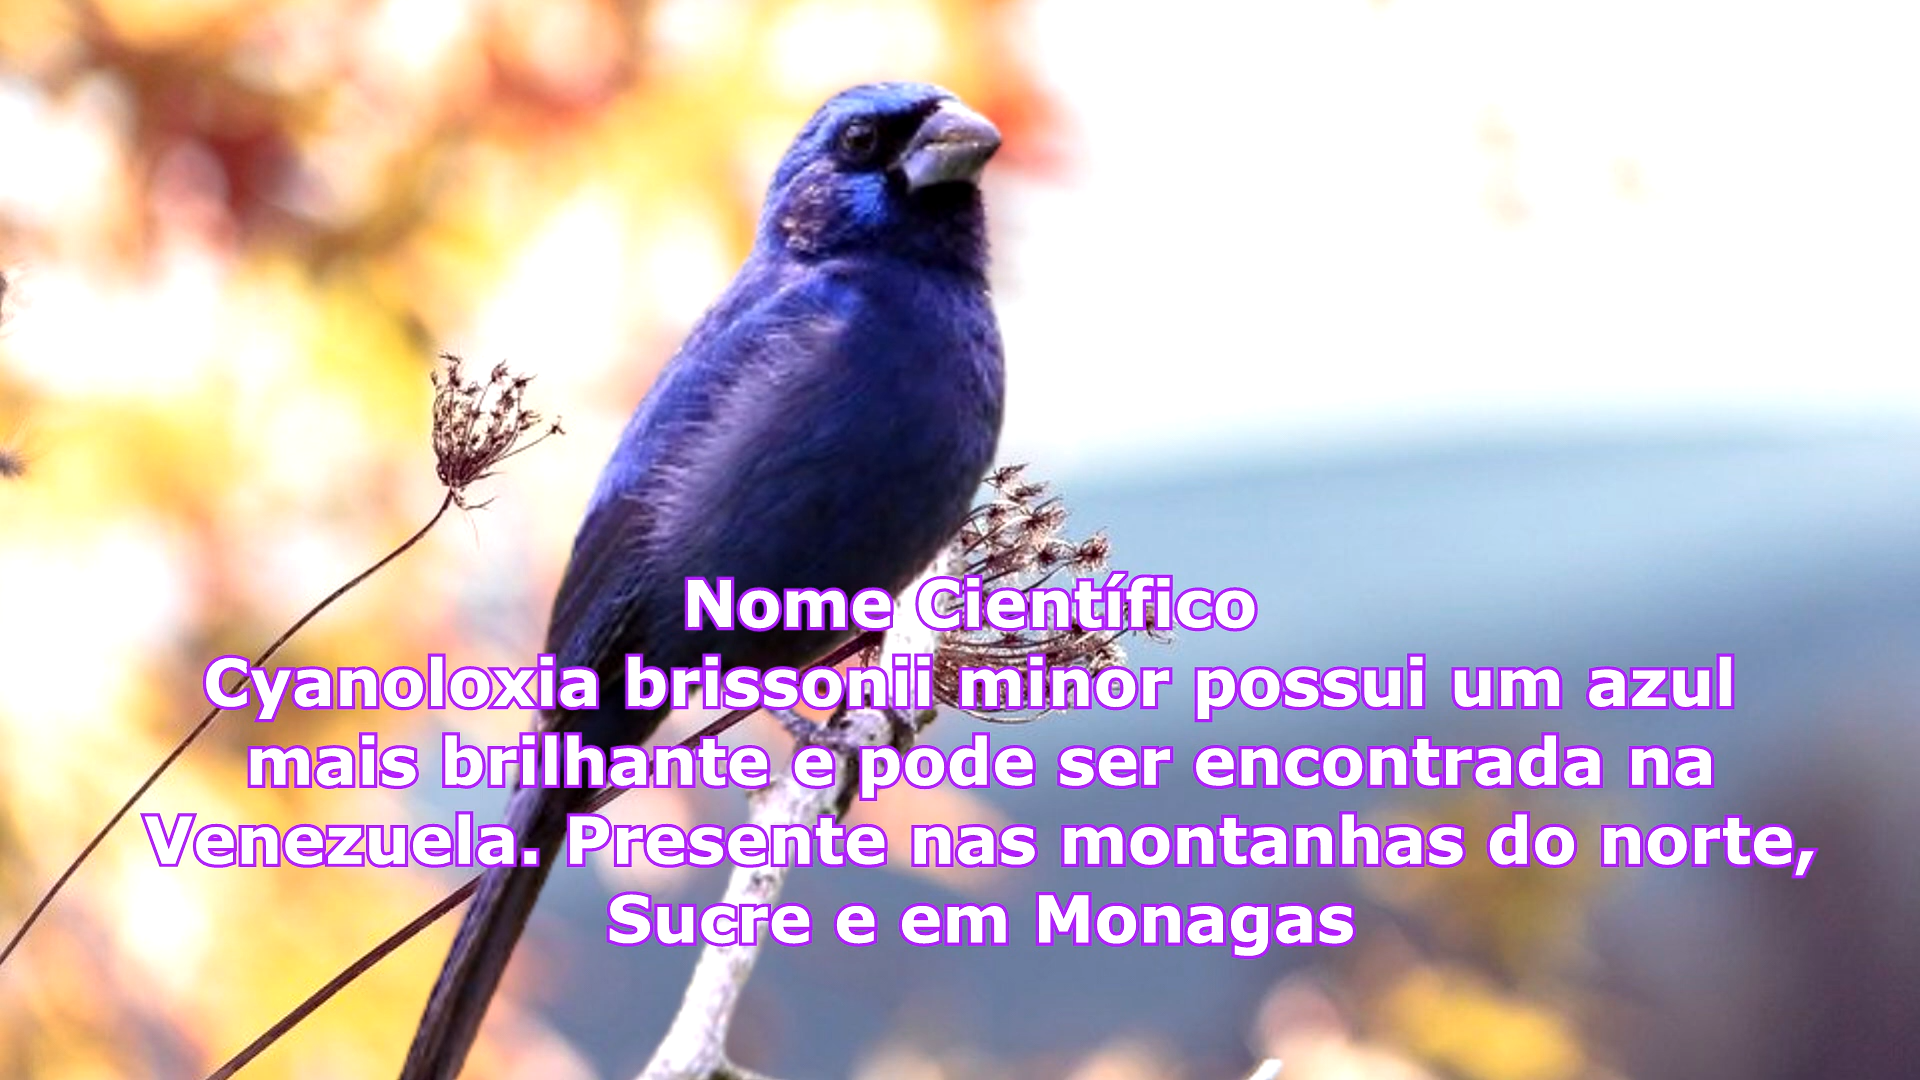 Nome Científico
Cyanoloxia brissonii minor possui um azul
mais brilhante e pode ser encontrada na
Venezuela. Presente nas montanhas do norte,
Sucre e em Monagas